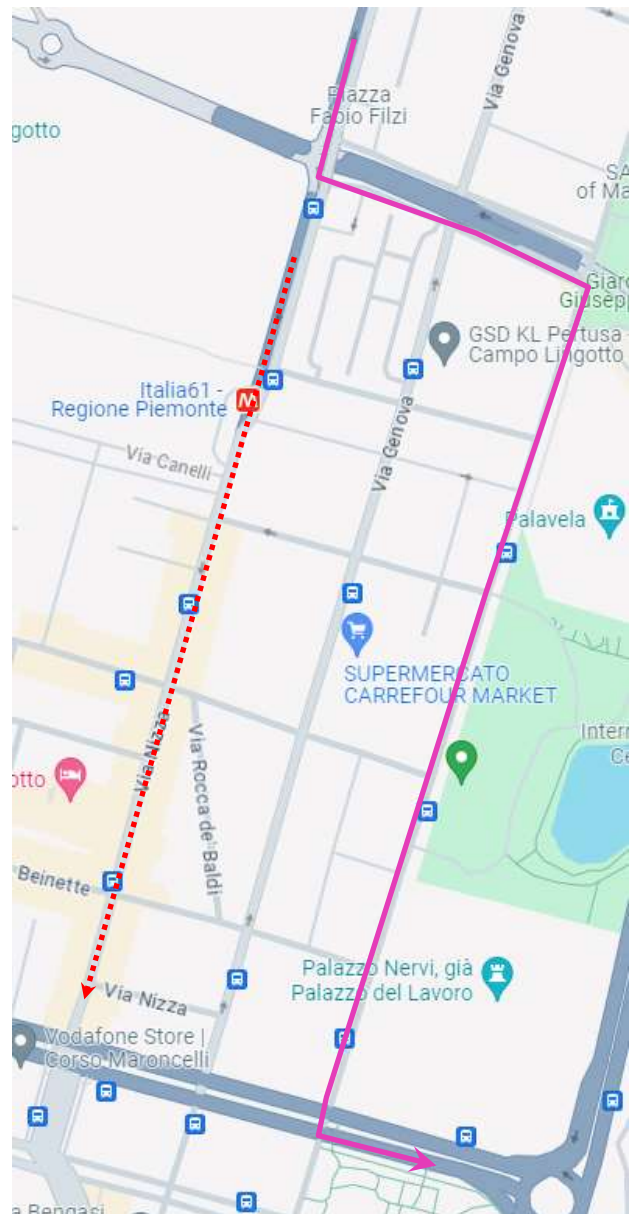 Piazza
Fabio Filzi
Via Genova
gotto
SA
of Ma
Giard
Giusepp
GSD KL Pertusa -
Campo Lingotto
Italia61 -
Regione Piemonte
Via Genova
Via Canelli
Palavela
SUPERMERCATO
CARREFOUR MARKET
Via Nizza
Via Rocca de' Baldi
Intern
Ce
otto
Beinette
Palazzo Nervi, già
Palazzo del Lavoro
Via Nizza
Vodafone Store |
Corso Maroncelli
a Bengasi